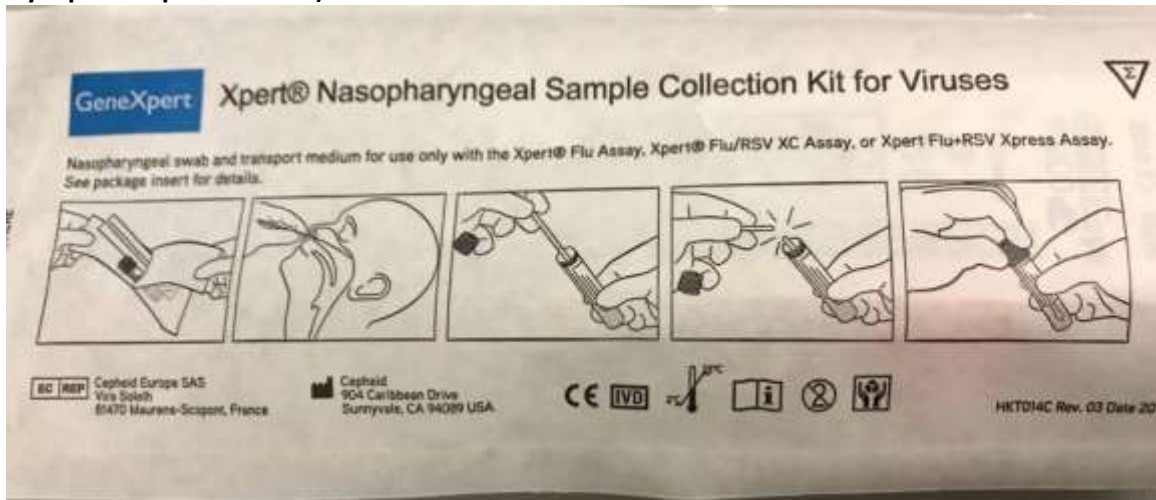 GeneXpert
Xpert® Nasopharyngeal Sample Collection Kit for Viruses
Σ
Nasopharyngeal swab and transport medium for use only with the Xpert® Flu Assay, Xpert® Flu/RSV XC Assay, or Xpert Flu+RSV Xpress Assay.
See package insert for details.
EC REP
Cepheid Europe SAS
Vira Solelh
81470 Maurens-Scopont, France
Cepheid
904 Caribbean Drive
Sunnyvale, CA 94089 USA
CE IVD
2°C
i
2
HKT014C Rev. 03 Date 20